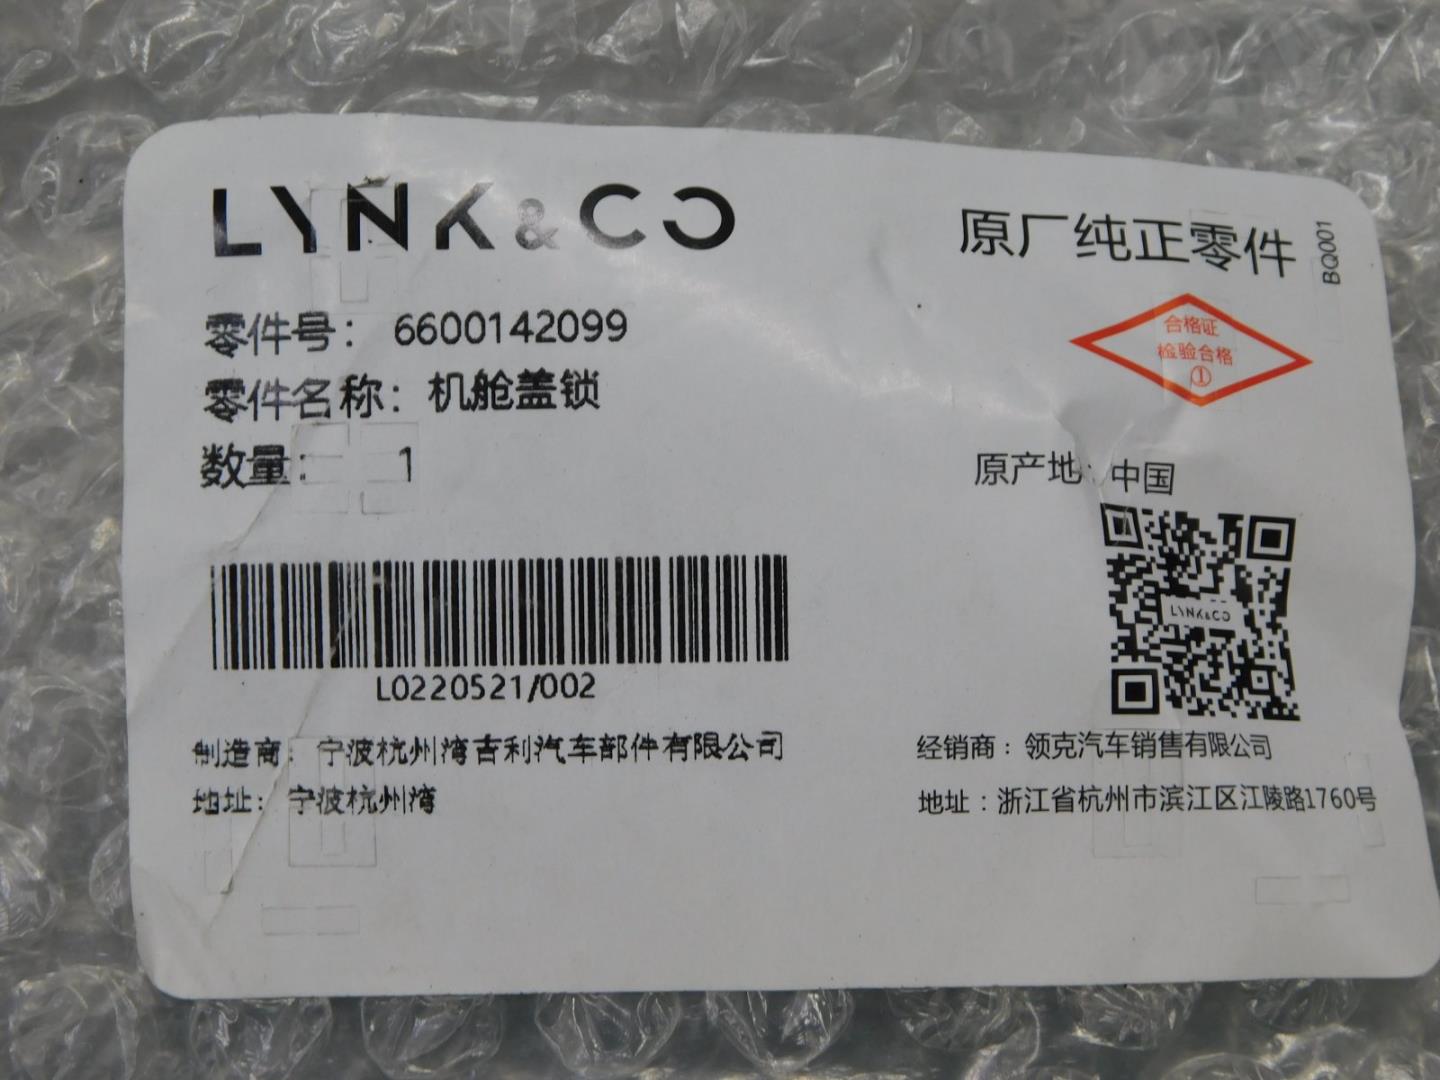 LYNK&CO
原厂纯正零件
BQ001
零件号： 6600142099
零件名称：机舱盖锁
数量： 1
合格证
检验合格
①
原产地：中国
LYNK&CO
L0220521/002
制造商：宁波杭州湾吉利汽车部件有限公司
地址：宁波杭州湾
经销商：领克汽车销售有限公司
地址：浙江省杭州市滨江区江陵路1760号